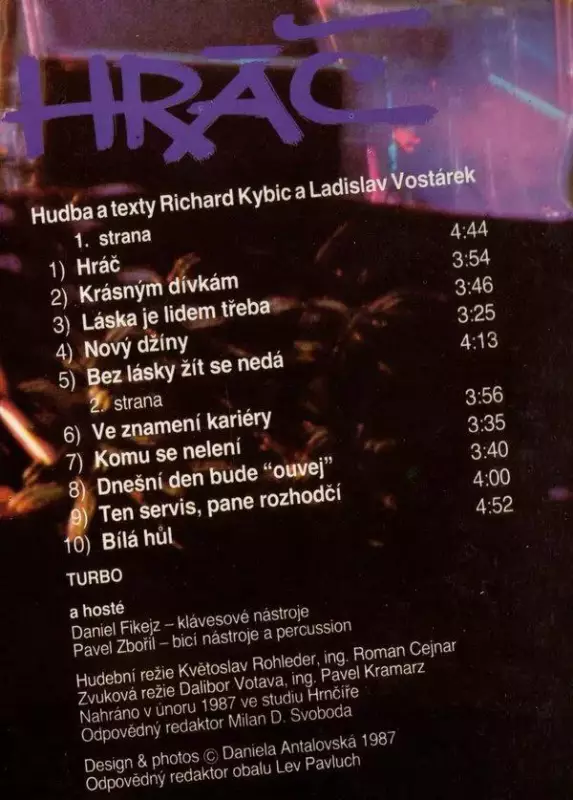 HRÁČ
Hudba a texty Richard Kybic a Ladislav Vostárek
1. strana
1) Hráč 4:44
2) Krásným dívkám 3:54
3) Láska je lidem třeba 3:46
4) Nový džíny 3:25
5) Bez lásky žít se nedá 4:13
2. strana
6) Ve znamení kariéry 3:56
7) Komu se nelení 3:35
8) Dnešní den bude “ouvej” 3:40
9) Ten servis, pane rozhodčí 4:00
10) Bílá hůl 4:52
TURBO
a hosté
Daniel Fikejz – klávesové nástroje
Pavel Zbořil – bicí nástroje a percussion
Hudební režie Květoslav Rohleder, ing. Roman Cejnar
Zvuková režie Dalibor Votava, ing. Pavel Kramarz
Nahráno v únoru 1987 ve studiu Hrnčíře
Odpovědný redaktor Milan D. Svoboda
Design & photos © Daniela Antalovská 1987
Odpovědný redaktor obalu Lev Pavluch